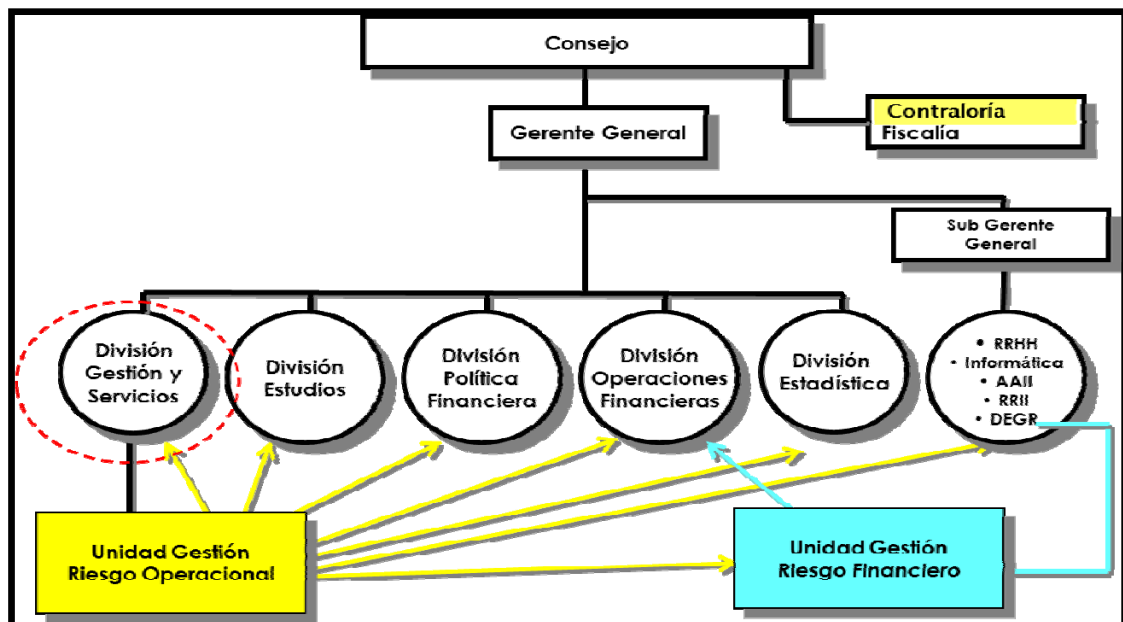 Consejo
Contraloría
Fiscalía
Gerente General
Sub Gerente
General
División
Gestión y
Servicios
División
Estudios
División
Política
Financiera
División
Operaciones
Financieras
División
Estadística
• RRHH
• Informática
• AAII
• RRII
• DEGR
Unidad Gestión
Riesgo Operacional
Unidad Gestión
Riesgo Financiero